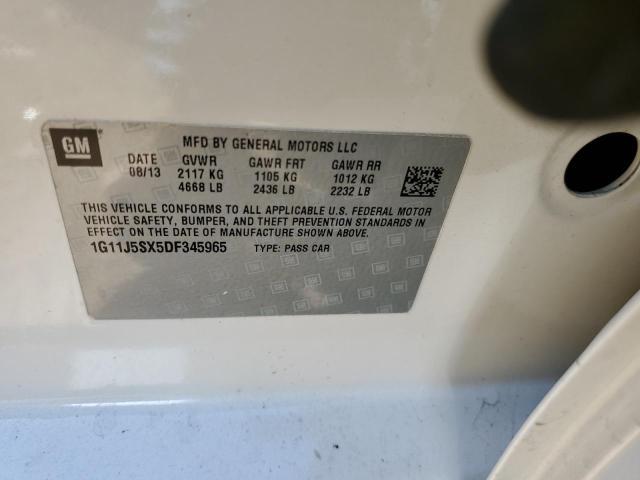 GM
MFD BY GENERAL MOTORS LLC
DATE GVWR GAWR FRT GAWR RR
08/13 2117 KG 1105 KG 1012 KG
4668 LB 2436 LB 2232 LB
THIS VEHICLE CONFORMS TO ALL APPLICABLE U.S. FEDERAL MOTOR
VEHICLE SAFETY, BUMPER, AND THEFT PREVENTION STANDARDS IN
EFFECT ON THE DATE OF MANUFACTURE SHOWN ABOVE.
1G11J5SX5DF345965 TYPE: PASS CAR